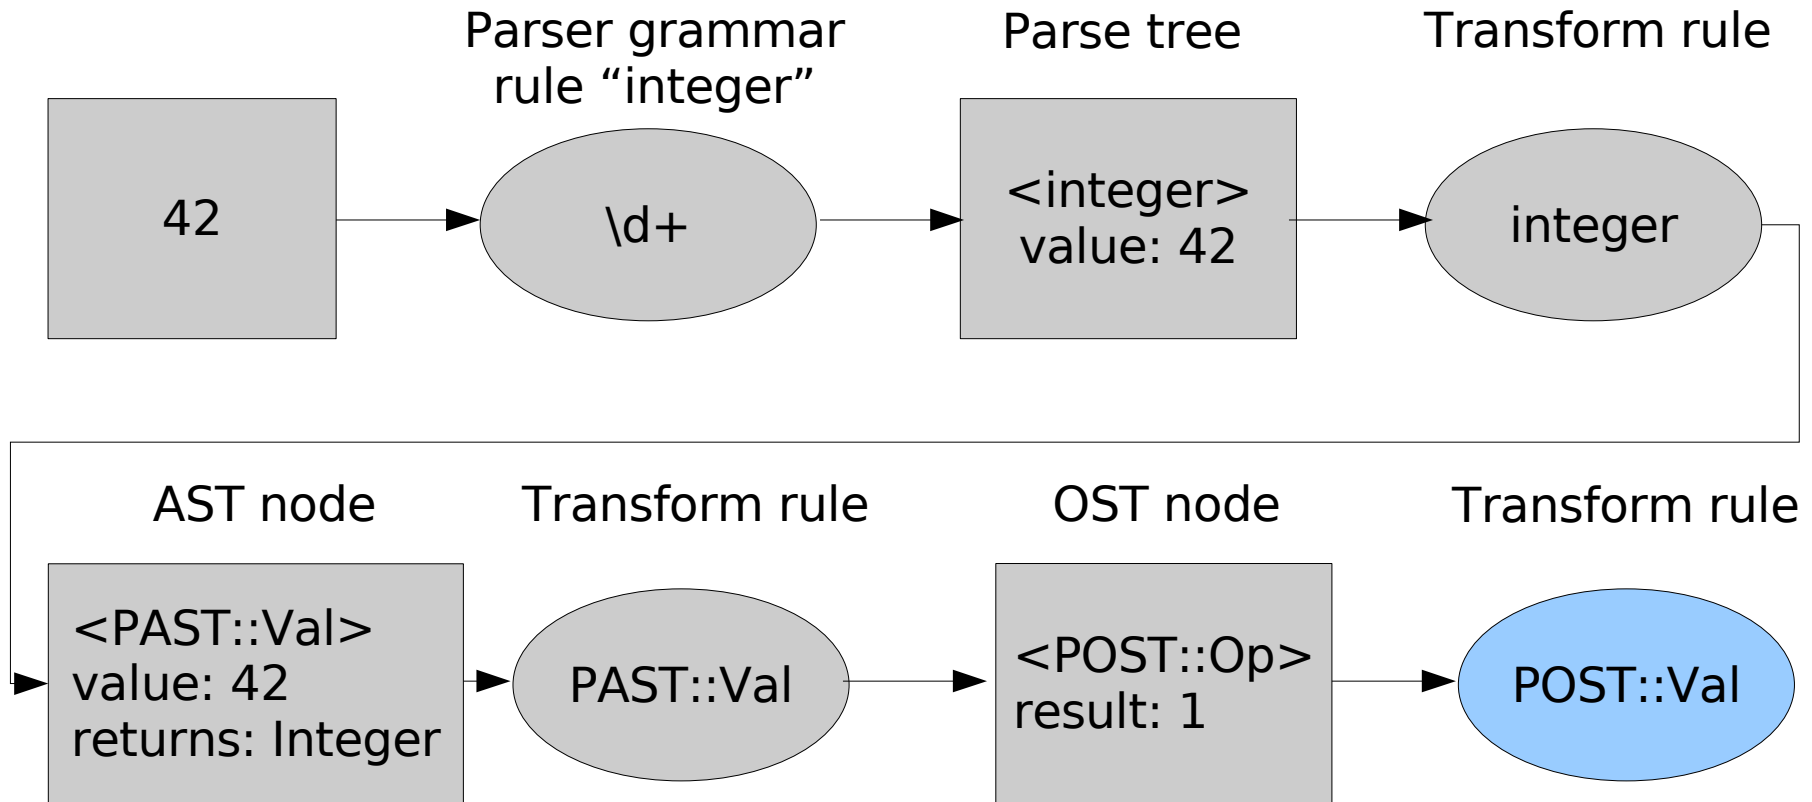 Parser grammar
rule “integer”
Parse tree
Transform rule
42
\d+
<integer>
value: 42
integer
AST node
Transform rule
OST node
Transform rule
<PAST::Val>
value: 42
returns: Integer
PAST::Val
<POST::Op>
result: 1
POST::Val